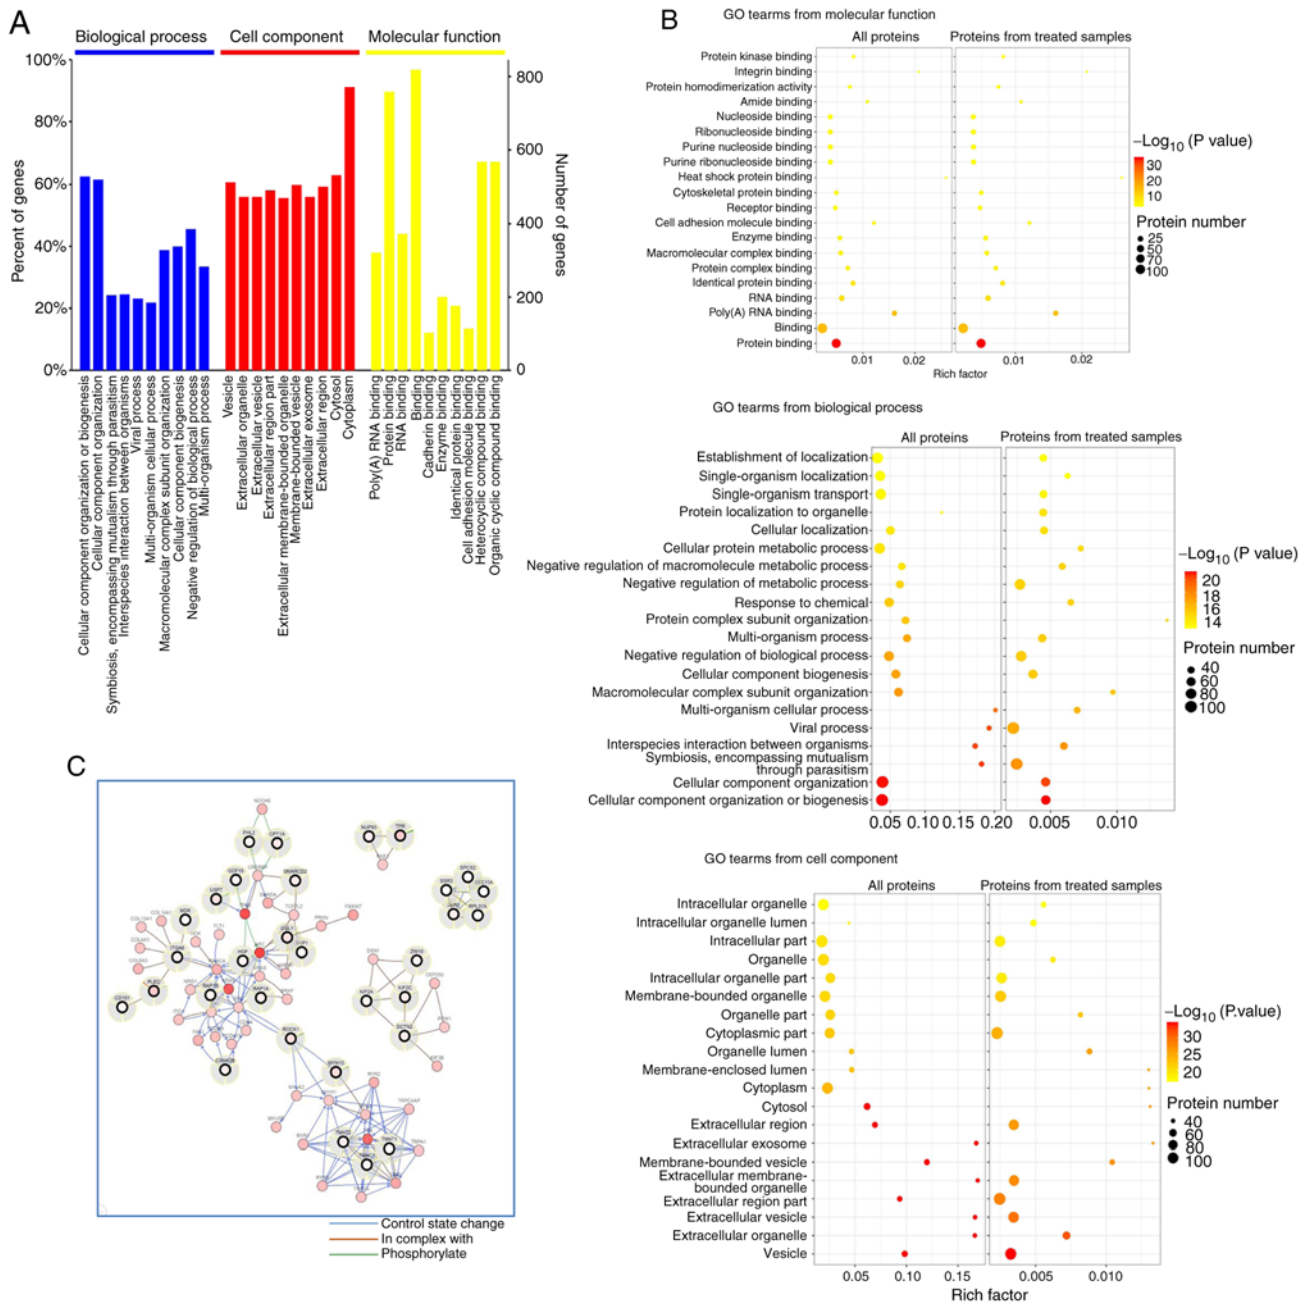 A
Biological process
Cell component
Molecular function
100%
80%
60%
40%
20%
0%
Percent of genes
800
600
400
200
0
Number of genes
Cellular component organization or biogenesis
Cellular component organization
Symbiosis, encompassing mutualism through parasitism
Interspecies interaction between organisms
Viral process
Multi-organism cellular process
Macromolecular complex subunit organization
Cellular component biogenesis
Negative regulation of biological process
Multi-organism process
Vesicle
Extracellular organelle
Extracellular vesicle
Extracellular region part
Extracellular membrane-bounded organelle
Membrane-bounded vesicle
Extracellular exosome
Extracellular region
Cytosol
Cytoplasm
Poly(A) RNA binding
Protein binding
RNA binding
Binding
Cadherin binding
Enzyme binding
Identical protein binding
Cell adhesion molecule binding
Heterocyclic compound binding
Organic cyclic compound binding
B
GO tearms from molecular function
All proteins
Proteins from treated samples
Protein kinase binding
Integrin binding
Protein homodimerization activity
Amide binding
Nucleoside binding
Ribonucleoside binding
Purine nucleoside binding
Purine ribonucleoside binding
Heat shock protein binding
Cytoskeletal protein binding
Receptor binding
Cell adhesion molecule binding
Enzyme binding
Macromolecular complex binding
Protein complex binding
Identical protein binding
RNA binding
Poly(A) RNA binding
Binding
Protein binding
0.01 0.02 0.01 0.02
Rich factor
−Log10 (P value)
30
20
10
Protein number
25
50
70
100
GO tearms from biological process
All proteins
Proteins from treated samples
Establishment of localization
Single-organism localization
Single-organism transport
Protein localization to organelle
Cellular localization
Cellular protein metabolic process
Negative regulation of macromolecule metabolic process
Negative regulation of metabolic process
Response to chemical
Protein complex subunit organization
Multi-organism process
Negative regulation of biological process
Cellular component biogenesis
Macromolecular complex subunit organization
Multi-organism cellular process
Viral process
Interspecies interaction between organisms
Symbiosis, encompassing mutualism
through parasitism
Cellular component organization
Cellular component organization or biogenesis
0.05 0.10 0.15 0.20 0.005 0.010
−Log10 (P value)
20
18
16
14
Protein number
40
60
80
100
GO tearms from cell component
All proteins
Proteins from treated samples
Intracellular organelle
Intracellular organelle lumen
Intracellular part
Organelle
Intracellular organelle part
Membrane-bounded organelle
Organelle part
Cytoplasmic part
Organelle lumen
Membrane-enclosed lumen
Cytoplasm
Cytosol
Extracellular region
Extracellular exosome
Membrane-bounded vesicle
Extracellular membrane-
bounded organelle
Extracellular region part
Extracellular vesicle
Extracellular organelle
Vesicle
0.05 0.10 0.15 0.005 0.010
Rich factor
−Log10 (P.value)
30
25
20
Protein number
40
60
80
100
C
Control state change
In complex with
Phosphorylate